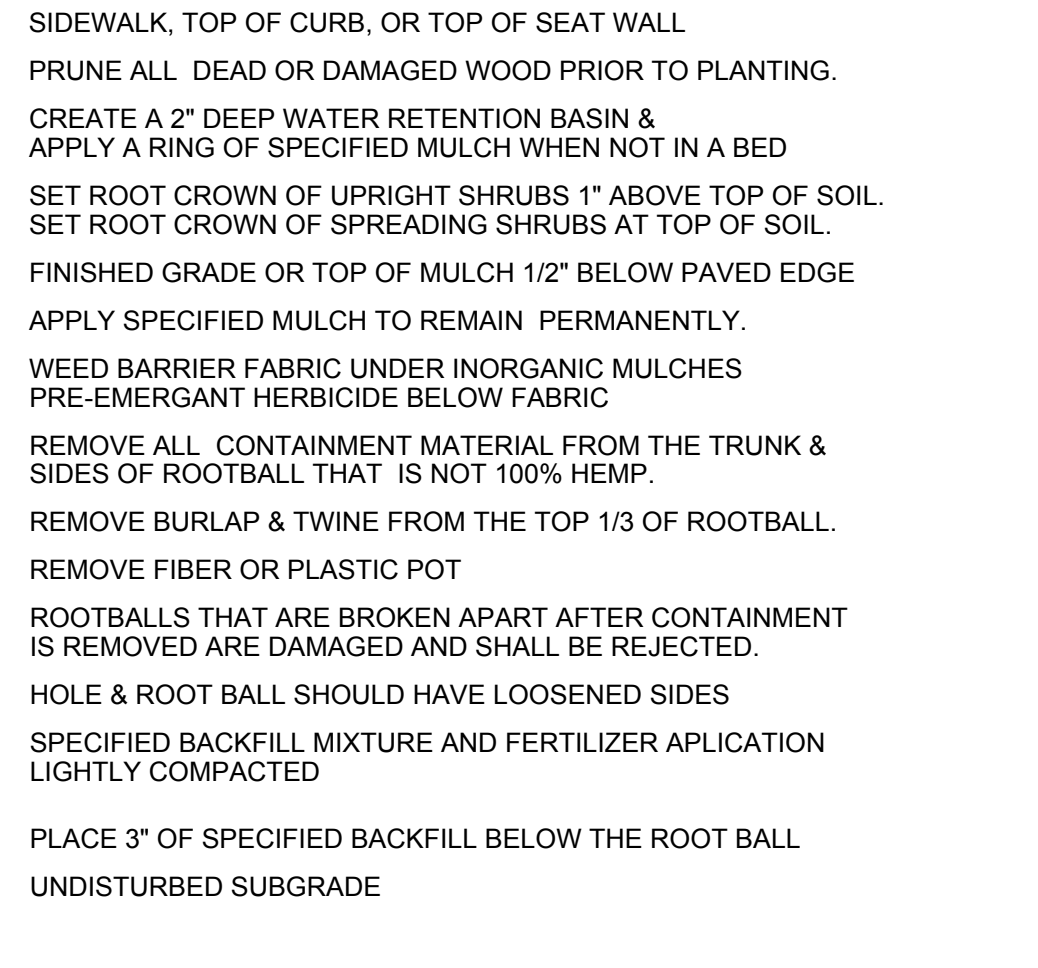 SIDEWALK, TOP OF CURB, OR TOP OF SEAT WALL
PRUNE ALL  DEAD OR DAMAGED WOOD PRIOR TO PLANTING.
CREATE A 2" DEEP WATER RETENTION BASIN &
APPLY A RING OF SPECIFIED MULCH WHEN NOT IN A BED
SET ROOT CROWN OF UPRIGHT SHRUBS 1" ABOVE TOP OF SOIL.
SET ROOT CROWN OF SPREADING SHRUBS AT TOP OF SOIL.
FINISHED GRADE OR TOP OF MULCH 1/2" BELOW PAVED EDGE
APPLY SPECIFIED MULCH TO REMAIN  PERMANENTLY.
WEED BARRIER FABRIC UNDER INORGANIC MULCHES
PRE-EMERGANT HERBICIDE BELOW FABRIC
REMOVE ALL  CONTAINMENT MATERIAL FROM THE TRUNK &
SIDES OF ROOTBALL THAT  IS NOT 100% HEMP.
REMOVE BURLAP & TWINE FROM THE TOP 1/3 OF ROOTBALL.
REMOVE FIBER OR PLASTIC POT
ROOTBALLS THAT ARE BROKEN APART AFTER CONTAINMENT
IS REMOVED ARE DAMAGED AND SHALL BE REJECTED.
HOLE & ROOT BALL SHOULD HAVE LOOSENED SIDES
SPECIFIED BACKFILL MIXTURE AND FERTILIZER APLICATION
LIGHTLY COMPACTED
PLACE 3" OF SPECIFIED BACKFILL BELOW THE ROOT BALL
UNDISTURBED SUBGRADE